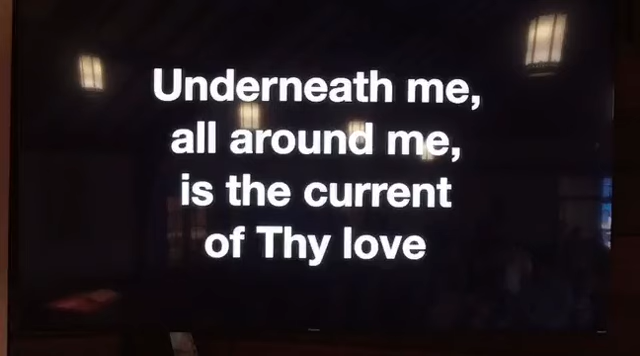 Underneath me,
all around me,
is the current
of Thy love